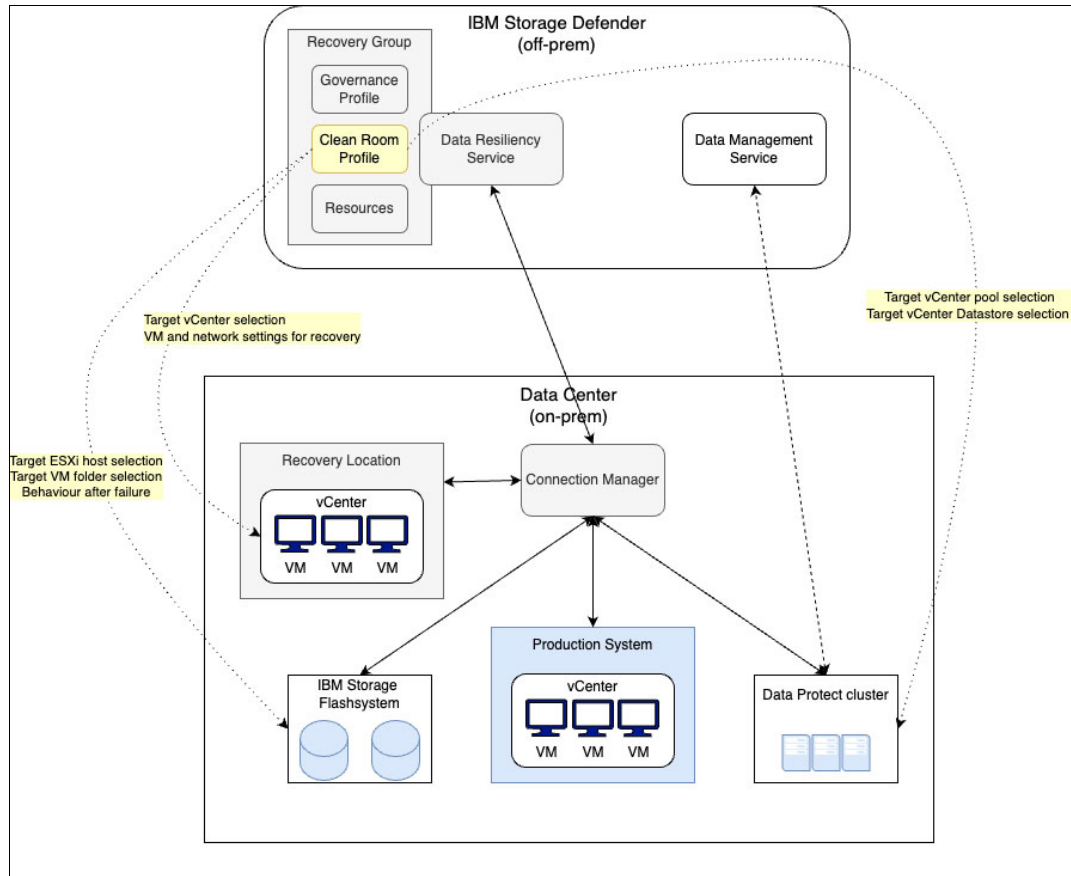 IBM Storage Defender
(off-prem)
Recovery Group
Governance
Profile
Clean Room
Profile
Resources
Data Resiliency
Service
Data Management
Service
Target vCenter pool selection
Target vCenter Datastore selection
Target vCenter selection
VM and network settings for recovery
Target ESXi host selection
Target VM folder selection
Behaviour after failure
Data Center
(on-prem)
Recovery Location
vCenter
VM VM VM
Connection Manager
IBM Storage
Flashsystem
Production System
vCenter
VM VM VM
Data Protect cluster